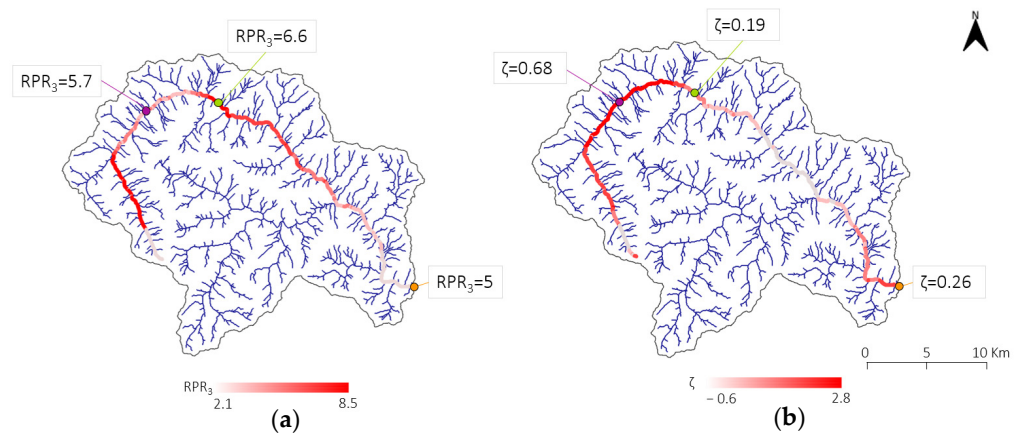 RPR3=6.6
RPR3=5.7
RPR3=5
RPR3
2.1 8.5
(a)
N
ζ=0.19
ζ=0.68
ζ=0.26
0 5 10 Km
ζ
− 0.6 2.8
(b)